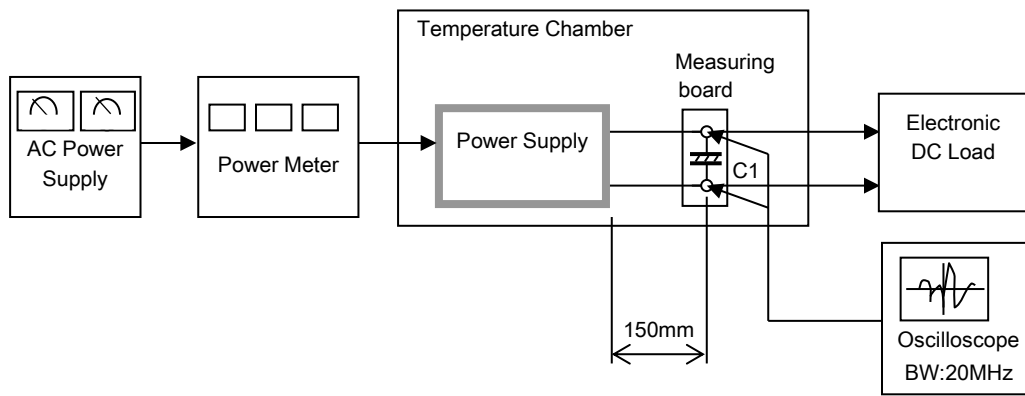 Temperature Chamber
Measuring
board
AC Power
Supply
Power Meter
Power Supply
C1
Electronic
DC Load
150mm
Oscilloscope
BW:20MHz